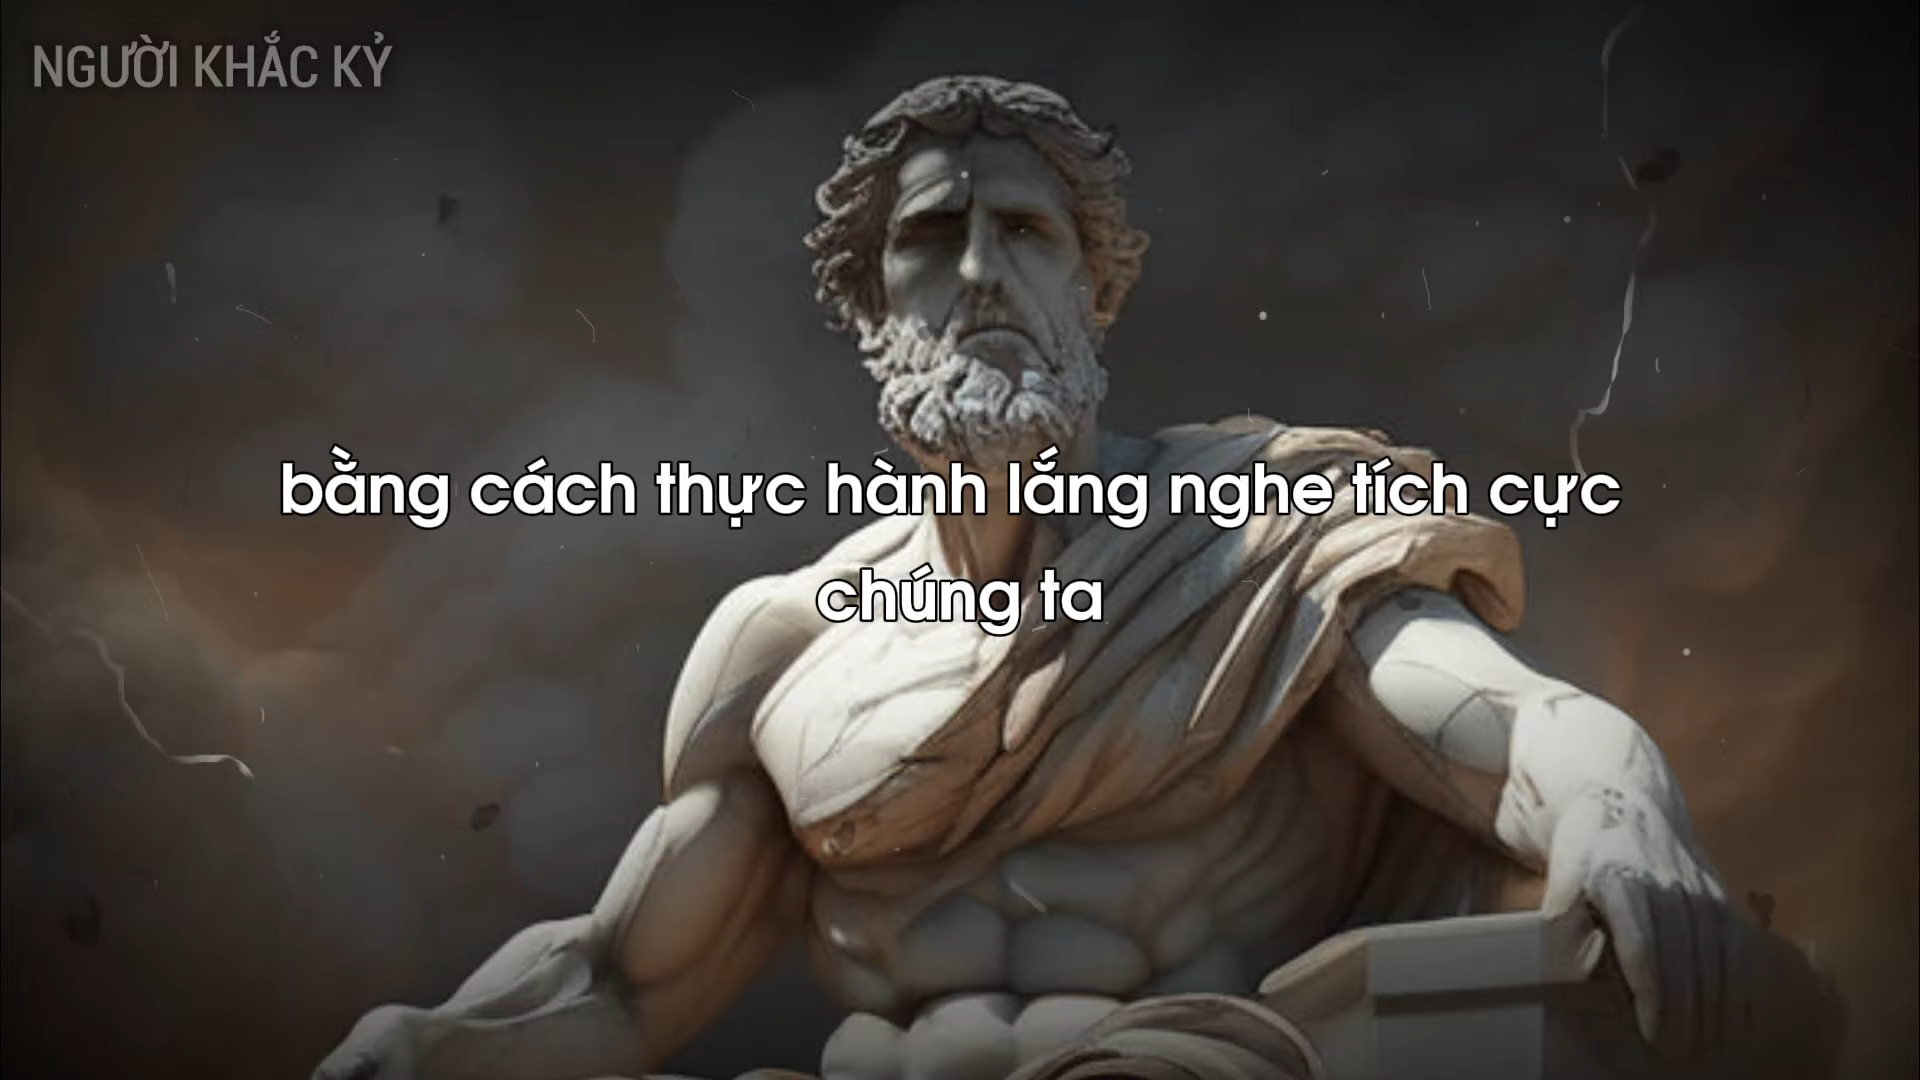 NGƯỜI KHẮC KỶ
bằng cách thực hành lắng nghe tích cực
chúng ta